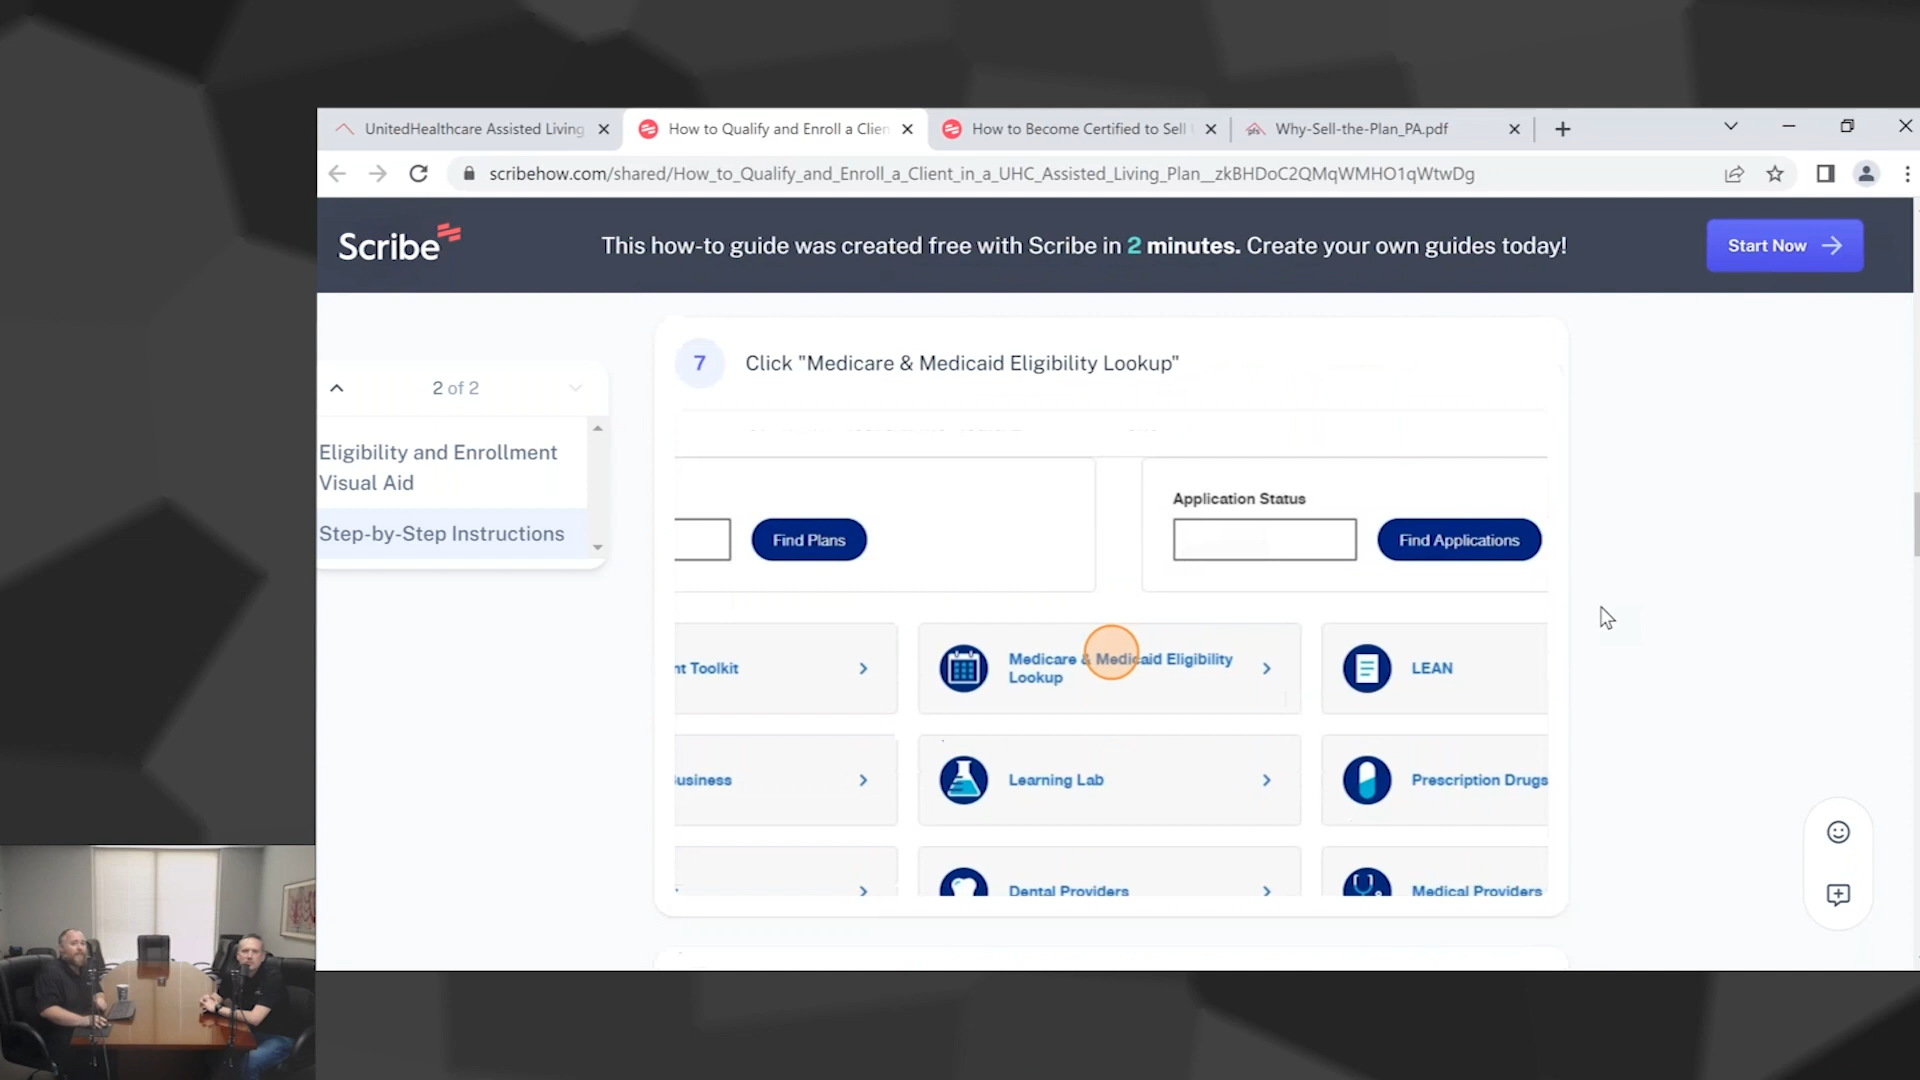 UnitedHealthcare Assisted Living
How to Qualify and Enroll a Clien
How to Become Certified to Sell
Why-Sell-the-Plan_PA.pdf
scribehow.com/shared/How_to_Qualify_and_Enroll_a_Client_in_a_UHC_Assisted_Living_Plan__zkBHDoC2QMqWMHO1qWtwDg
Scribe
This how-to guide was created free with Scribe in 2 minutes. Create your own guides today!
Start Now
2 of 2
Eligibility and Enrollment
Visual Aid
Step-by-Step Instructions
7
Click "Medicare & Medicaid Eligibility Lookup"
Application Status
Find Plans
Find Applications
nt Toolkit
Medicare & Medicaid Eligibility
Lookup
LEAN
usiness
Learning Lab
Prescription Drugs
Dental Providers
Medical Providers